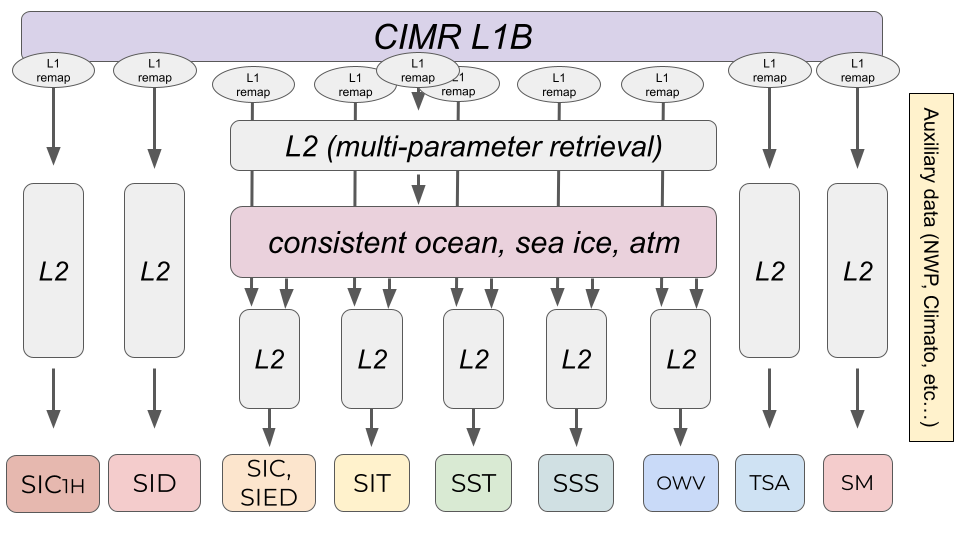 CIMR L1B
L1
remap
L1
remap
L1
remap
L1
remap
L1
remap
L1
remap
L1
remap
L1
remap
L1
remap
L1
remap
L2 (multi-parameter retrieval)
consistent ocean, sea ice, atm
L2
L2
L2
L2
L2
L2
L2
L2
L2
Auxiliary data (NWP, Climato, etc...)
SIC1H
SID
SIC,
SIED
SIT
SST
SSS
OWV
TSA
SM